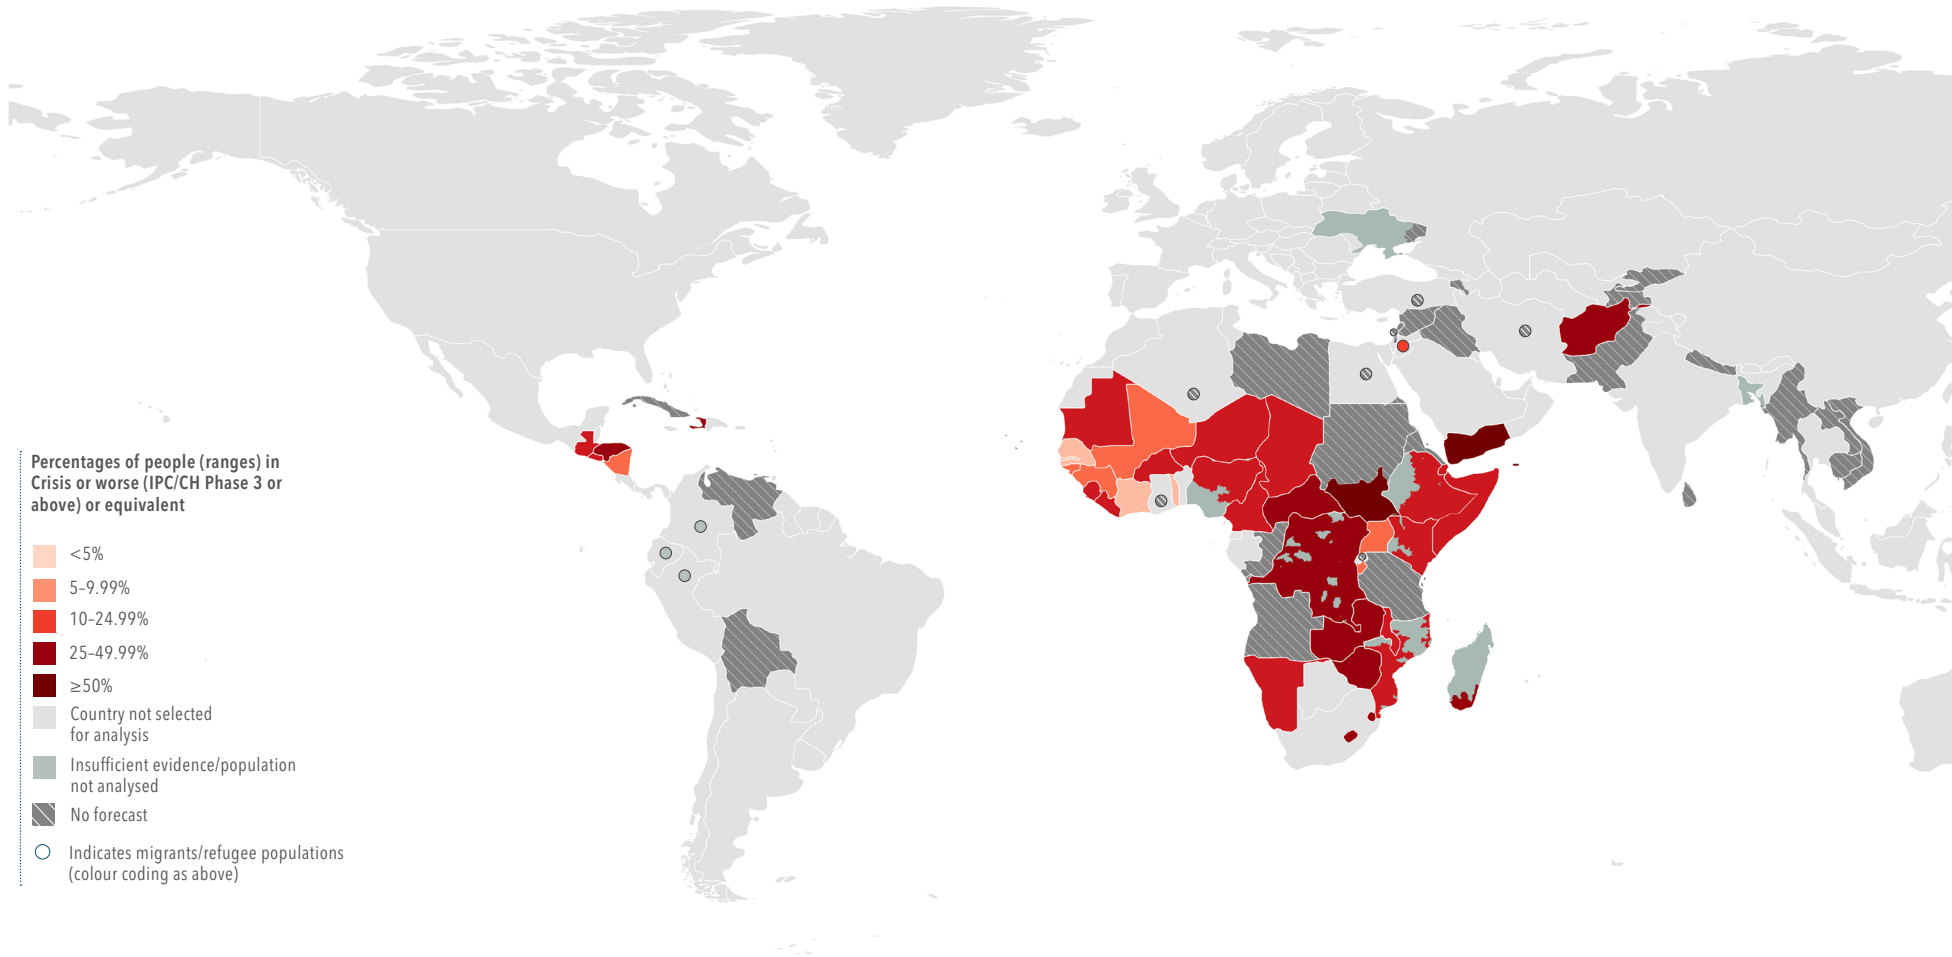 Percentages of people (ranges) in
Crisis or worse (IPC/CH Phase 3 or
above) or equivalent
<5%
5–9.99%
10–24.99%
25–49.99%
≥50%
Country not selected
for analysis
Insufficient evidence/population
not analysed
No forecast
Indicates migrants/refugee populations
(colour coding as above)